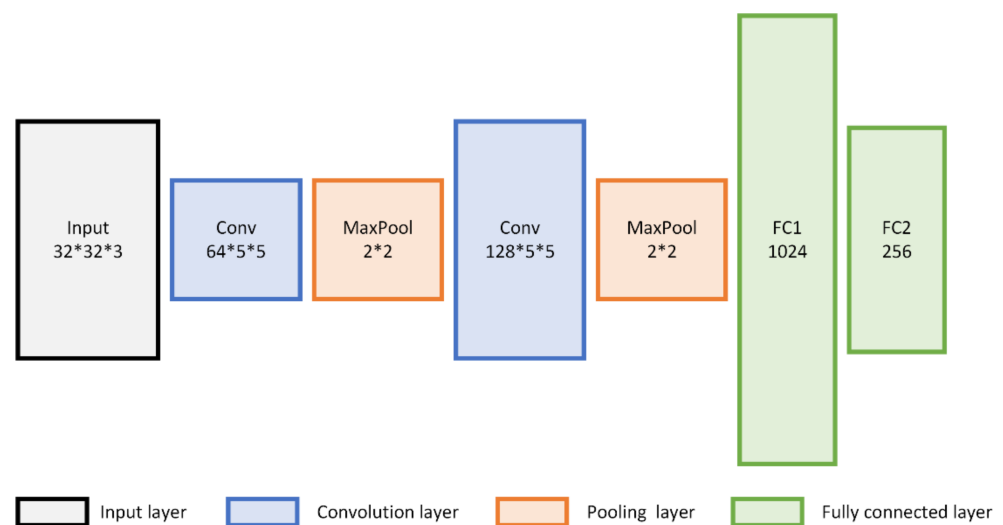 Input
32*32*3
Conv
64*5*5
MaxPool
2*2
Conv
128*5*5
MaxPool
2*2
FC1
1024
FC2
256
Input layer
Convolution layer
Pooling layer
Fully connected layer